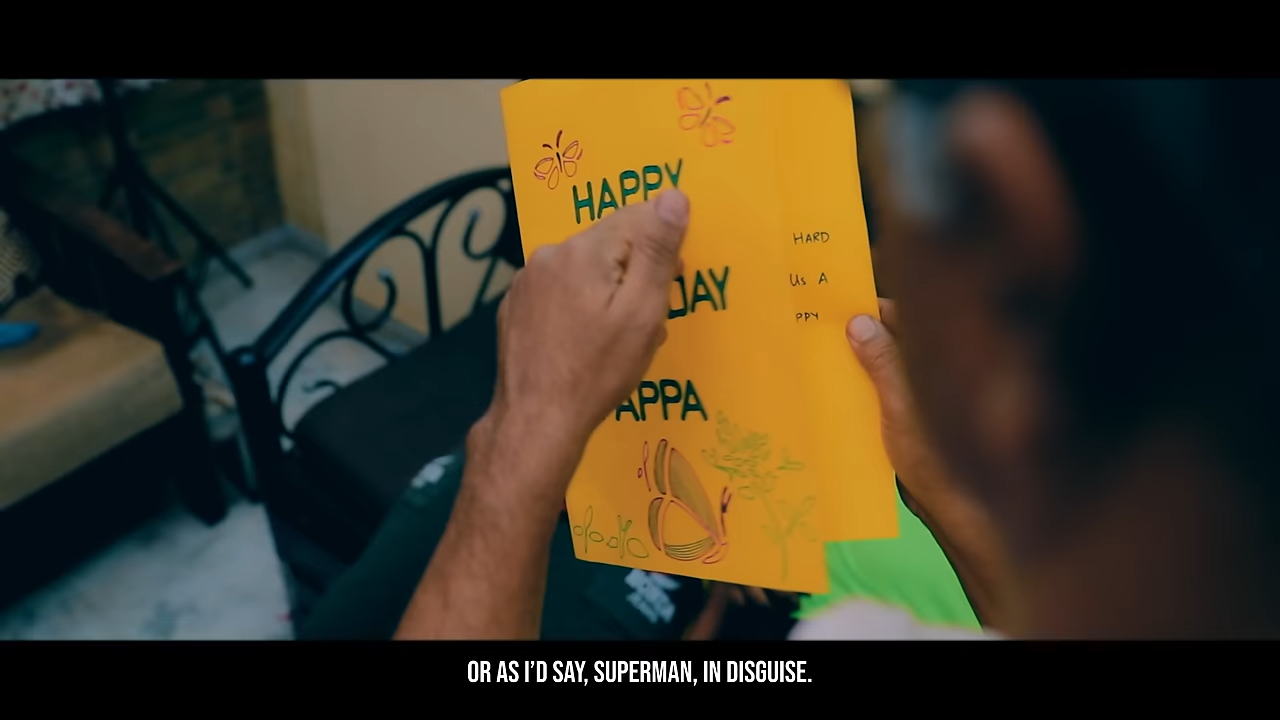 HAPPY
DAY
APPA
HARD
Us A
PPY
OR AS I'D SAY, SUPERMAN, IN DISGUISE.